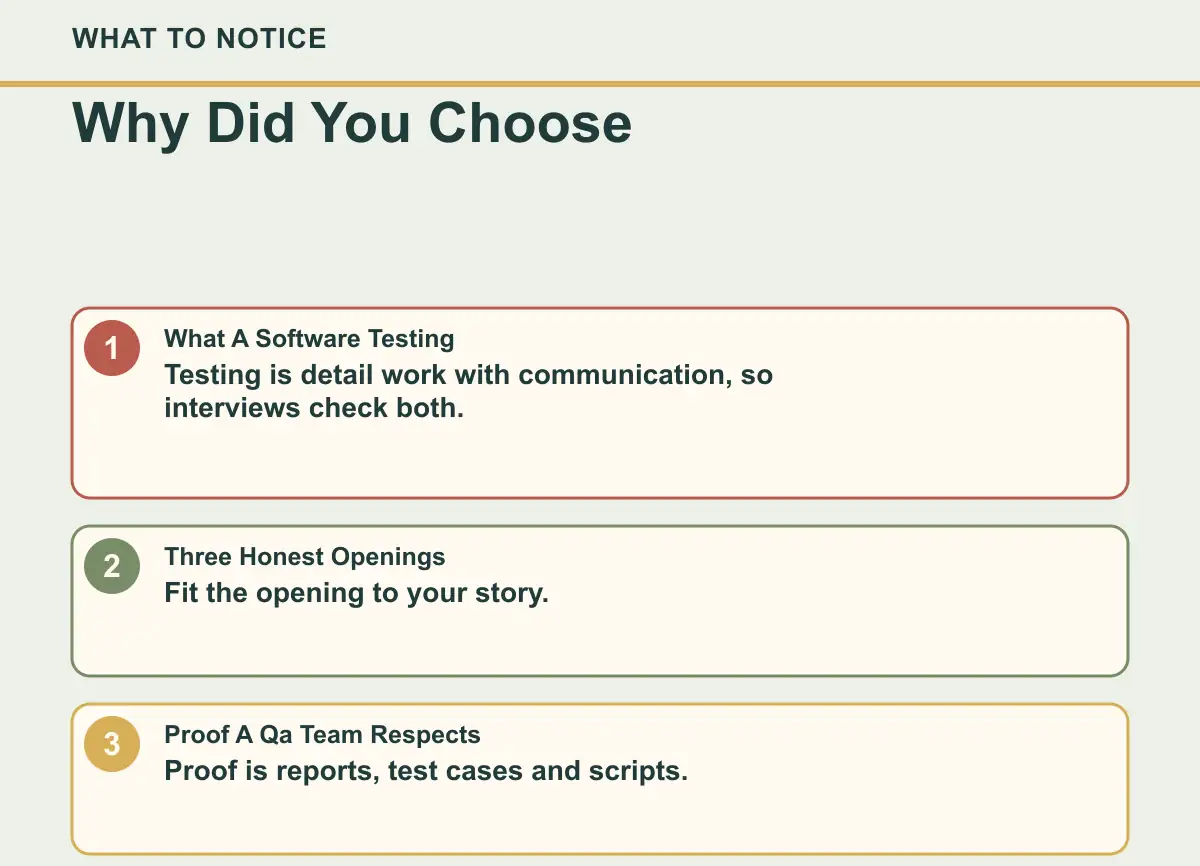 WHAT TO NOTICE
Why Did You Choose
1
What A Software Testing
Testing is detail work with communication, so
interviews check both.
2
Three Honest Openings
Fit the opening to your story.
3
Proof A Qa Team Respects
Proof is reports, test cases and scripts.